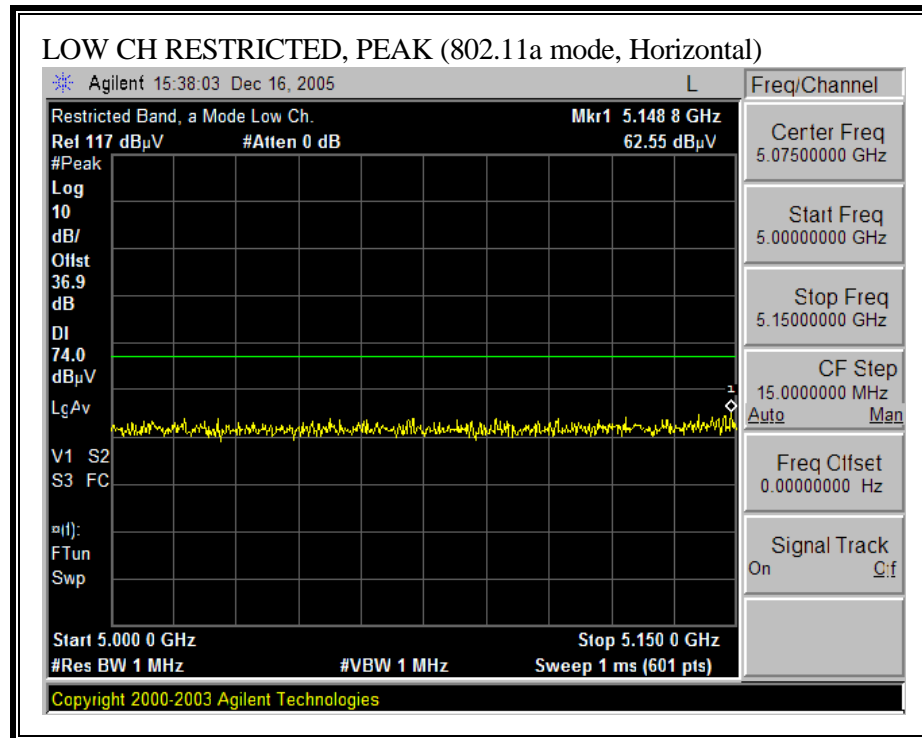 LOW CH RESTRICTED, PEAK (802.11a mode, Horizontal)
Agilent 15:38:03 Dec 16, 2005 L
Freq/Channel
Restricted Band, a Mode Low Ch. Mkr1 5.148 8 GHz
Ref 117 dBµV #Atten 0 dB 62.55 dBµV
#Peak
Log
10
dB/
Offst
36.9
dB
DI
74.0
dBµV
LgAv
1
V1 S2
S3 FC
¤(f):
FTun
Swp
Start 5.000 0 GHz Stop 5.150 0 GHz
#Res BW 1 MHz #VBW 1 MHz Sweep 1 ms (601 pts)
Copyright 2000-2003 Agilent Technologies
Center Freq
5.07500000 GHz
Start Freq
5.00000000 GHz
Stop Freq
5.15000000 GHz
CF Step
15.0000000 MHz
Auto Man
Freq Offset
0.00000000 Hz
Signal Track
On Off